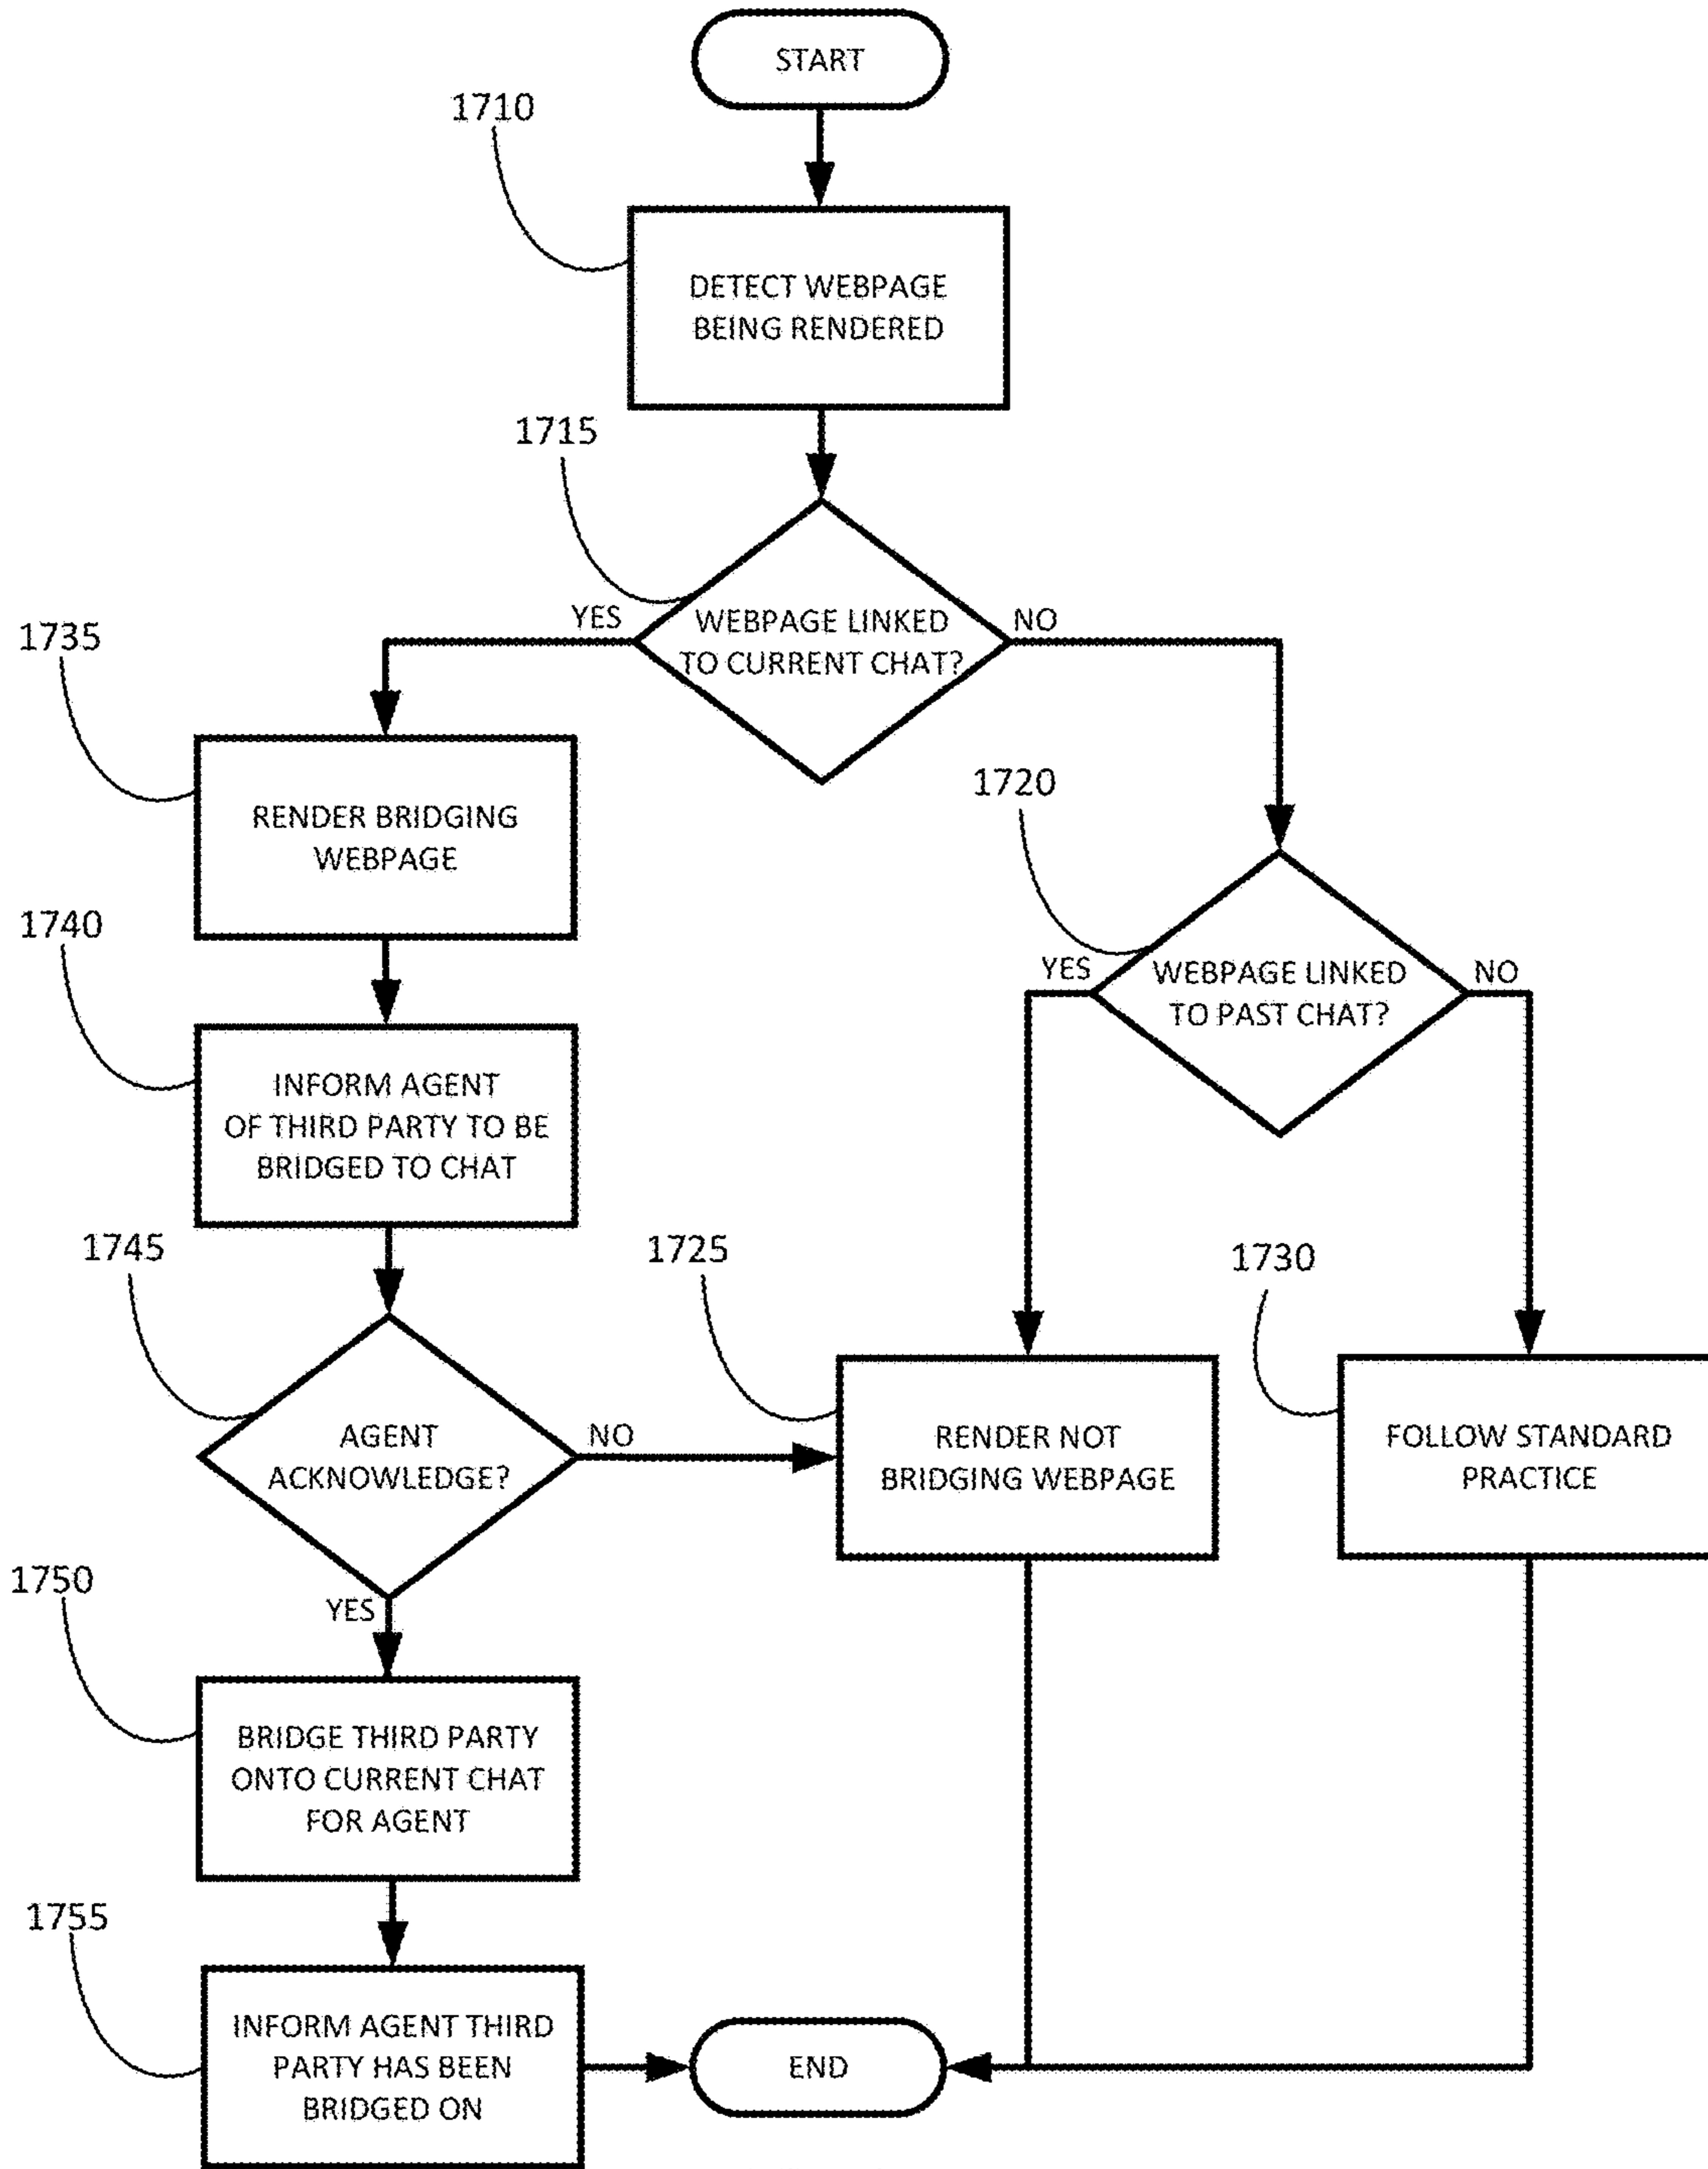 START
1710
DETECT WEBPAGE
BEING RENDERED
1715
WEBPAGE LINKED
TO CURRENT CHAT?
YES
NO
1735
RENDER BRIDGING
WEBPAGE
1720
WEBPAGE LINKED
TO PAST CHAT?
YES
NO
1740
INFORM AGENT
OF THIRD PARTY TO BE
BRIDGED TO CHAT
1745
AGENT
ACKNOWLEDGE?
NO
YES
1725
RENDER NOT
BRIDGING WEBPAGE
1730
FOLLOW STANDARD
PRACTICE
1750
BRIDGE THIRD PARTY
ONTO CURRENT CHAT
FOR AGENT
1755
INFORM AGENT THIRD
PARTY HAS BEEN
BRIDGED ON
END